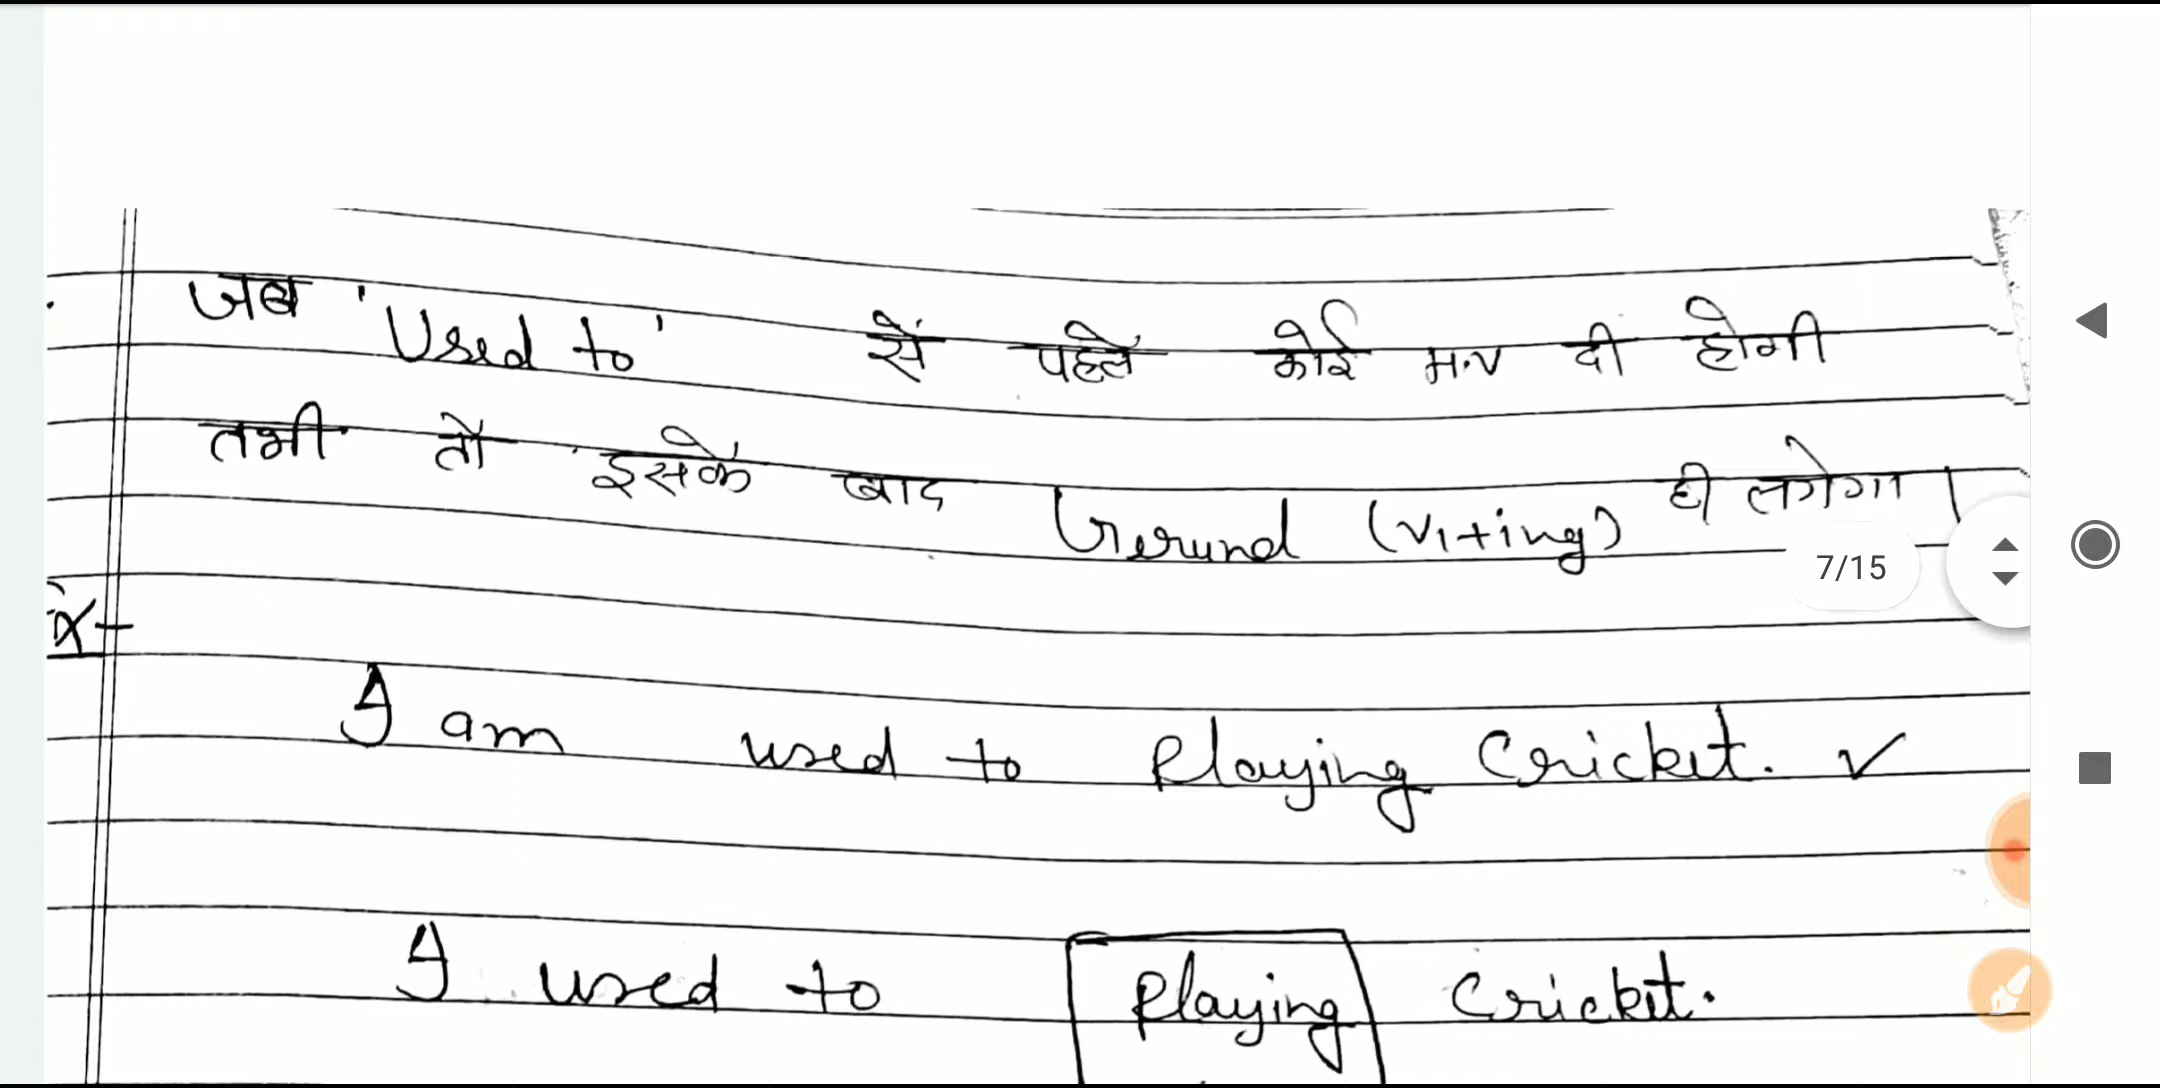 जब 'Used to' से पहले कोई M.V दी होगी
तभी तो इसके बाद Gerund (V1+ing) ही लगेगा।
7/15
Ex-
I am used to Playing Cricket. ✓
I used to Playing Cricket.